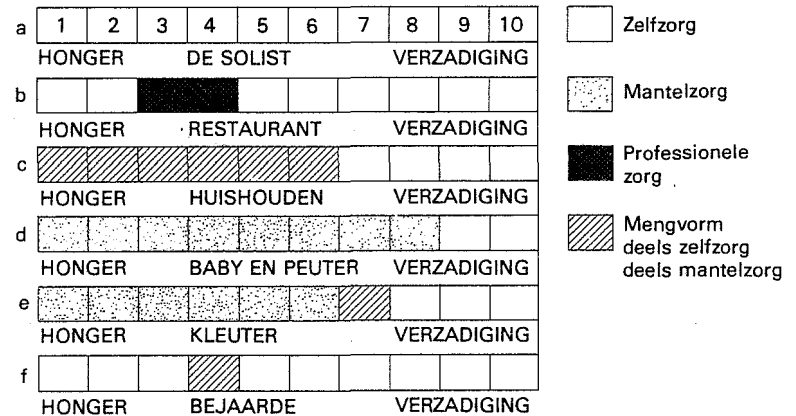 a 1 2 3 4 5 6 7 8 9 10
HONGER DE SOLIST VERZADIGING
b
HONGER RESTAURANT VERZADIGING
c
HONGER HUISHOUDEN VERZADIGING
d
HONGER BABY EN PEUTER VERZADIGING
e
HONGER KLEUTER VERZADIGING
f
HONGER BEJAARDE VERZADIGING
Zelfzorg
Mantelzorg
Professionele
zorg
Mengvorm
deels zelfzorg
deels mantelzorg